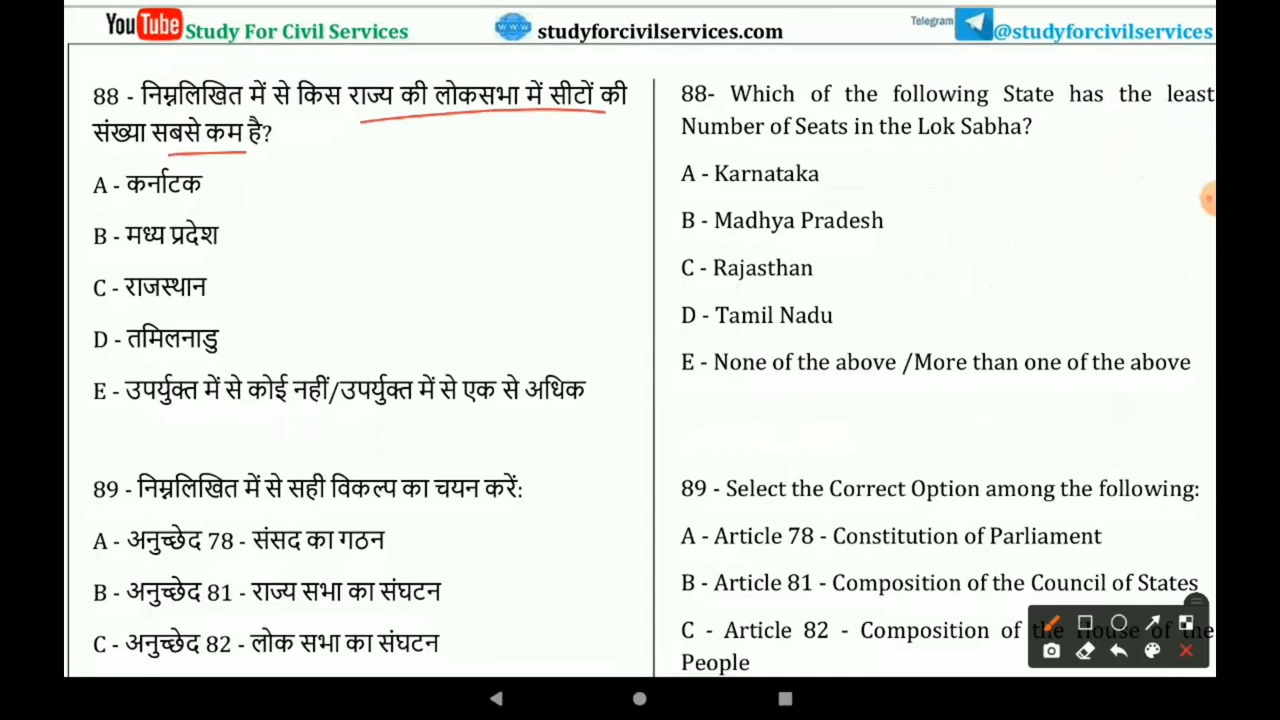 YouTube Study For Civil Services
www studyforcivilservices.com
Telegram @studyforcivilservices
88 - निम्नलिखित में से किस राज्य की लोकसभा में सीटों की
संख्या सबसे कम है?
A - कर्नाटक
B - मध्य प्रदेश
C - राजस्थान
D - तमिलनाडु
E - उपर्युक्त में से कोई नहीं/उपर्युक्त में से एक से अधिक
89 - निम्नलिखित में से सही विकल्प का चयन करें:
A - अनुच्छेद 78 - संसद का गठन
B - अनुच्छेद 81 - राज्य सभा का संघटन
C - अनुच्छेद 82 - लोक सभा का संघटन
88- Which of the following State has the least
Number of Seats in the Lok Sabha?
A - Karnataka
B - Madhya Pradesh
C - Rajasthan
D - Tamil Nadu
E - None of the above /More than one of the above
89 - Select the Correct Option among the following:
A - Article 78 - Constitution of Parliament
B - Article 81 - Composition of the Council of States
C - Article 82 - Composition of the House of the
People